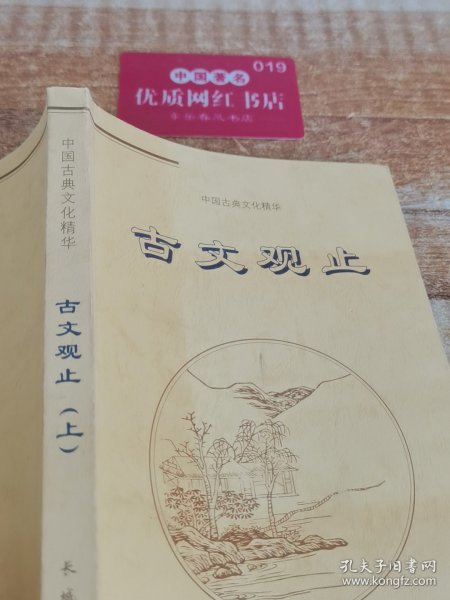 019
中国著名
优质网红书店
中国古典文化精华
古文观止
中国古典文化精华
古文观止(上)
长
孔夫子旧书网
www.kongfz.com